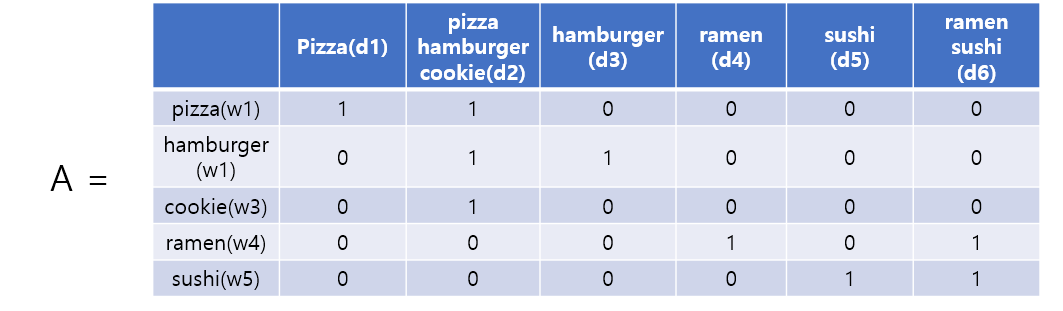 A =
Pizza(d1) pizza hamburger cookie(d2) hamburger (d3) ramen (d4) sushi (d5) ramen sushi (d6)
pizza(w1) 1 1 0 0 0 0
hamburger (w1) 0 1 1 0 0 0
cookie(w3) 0 1 0 0 0 0
ramen(w4) 0 0 0 1 0 1
sushi(w5) 0 0 0 0 1 1